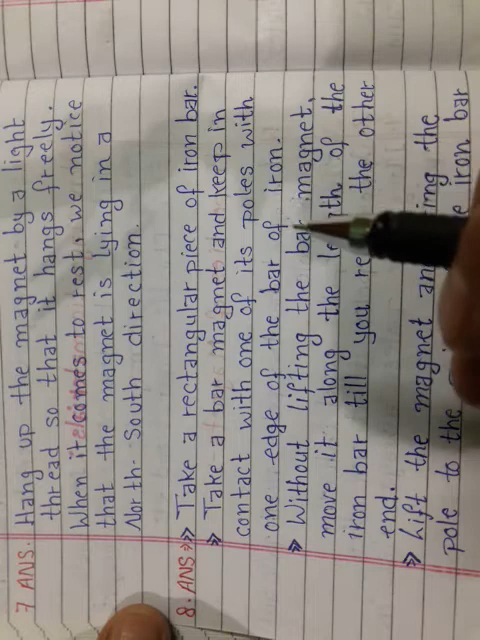 7 ANS. Hang up the magnet by a light
thread so that it hangs freely.
When it comes to rest, we notice
that the magnet is lying in a
North-South direction.
8. ANS » Take a rectangular piece of iron bar.
» Take a bar magnet and keep in
contact with one of its poles with
one edge of the bar of iron.
» Without lifting the bar magnet,
move it along the of the
iron bar till you the other
end.
» Lift the magnet the
pole to the iron bar